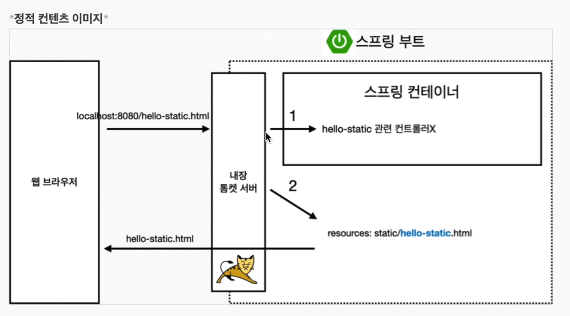 *정적 컨텐츠 이미지*
스프링 부트
스프링 컨테이너
localhost:8080/hello-static.html
1
hello-static 관련 컨트롤러X
웹 브라우저
내장
톰켓 서버
2
resources: static/hello-static.html
hello-static.html